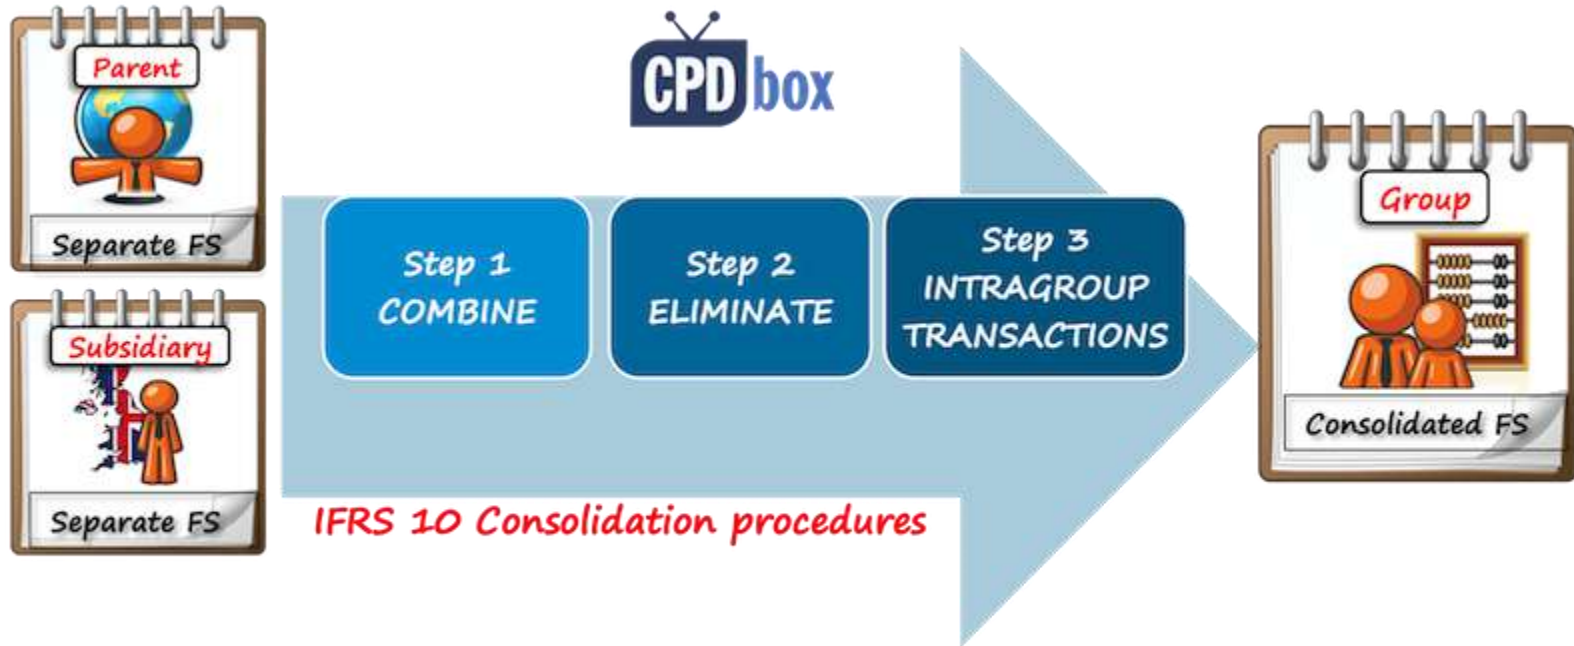 CPD box
Parent
Separate FS
Subsidiary
Separate FS
Step 1
COMBINE
Step 2
ELIMINATE
Step 3
INTRAGROUP
TRANSACTIONS
IFRS 10 Consolidation procedures
Group
Consolidated FS